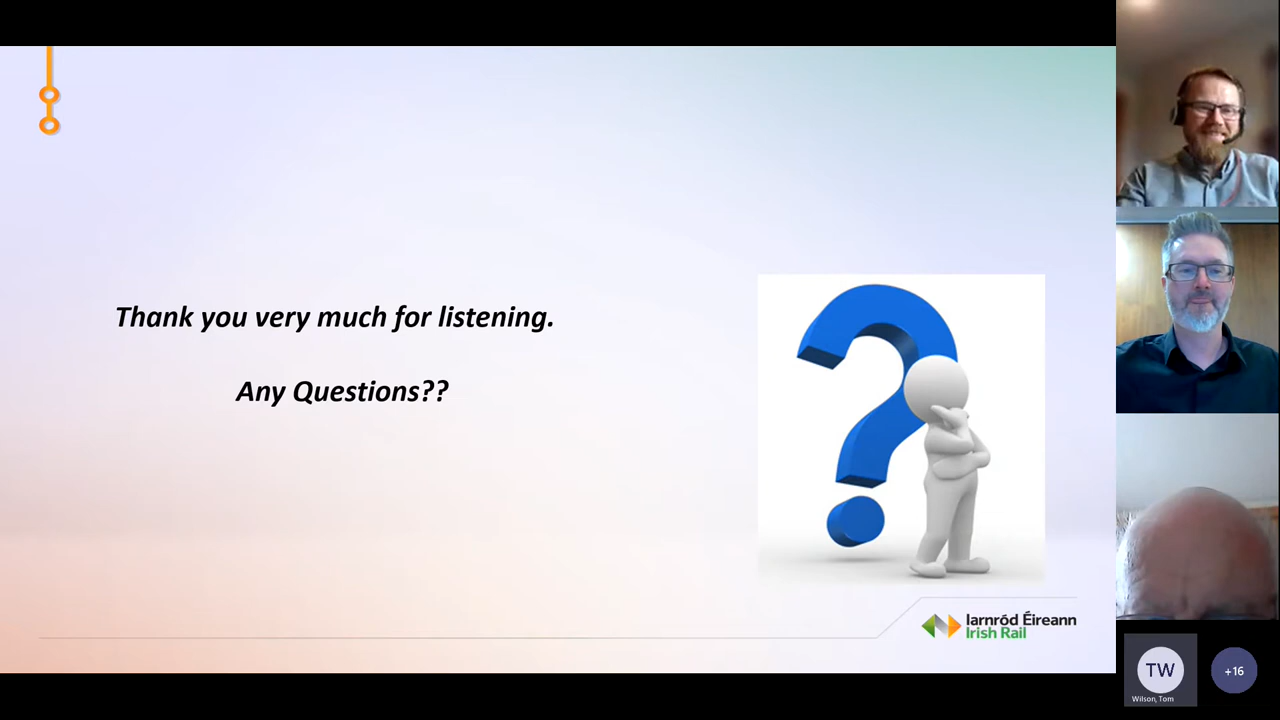 Thank you very much for listening.
Any Questions??
Iarnród Éireann
Irish Rail
TW
+16
Wilson, Tom